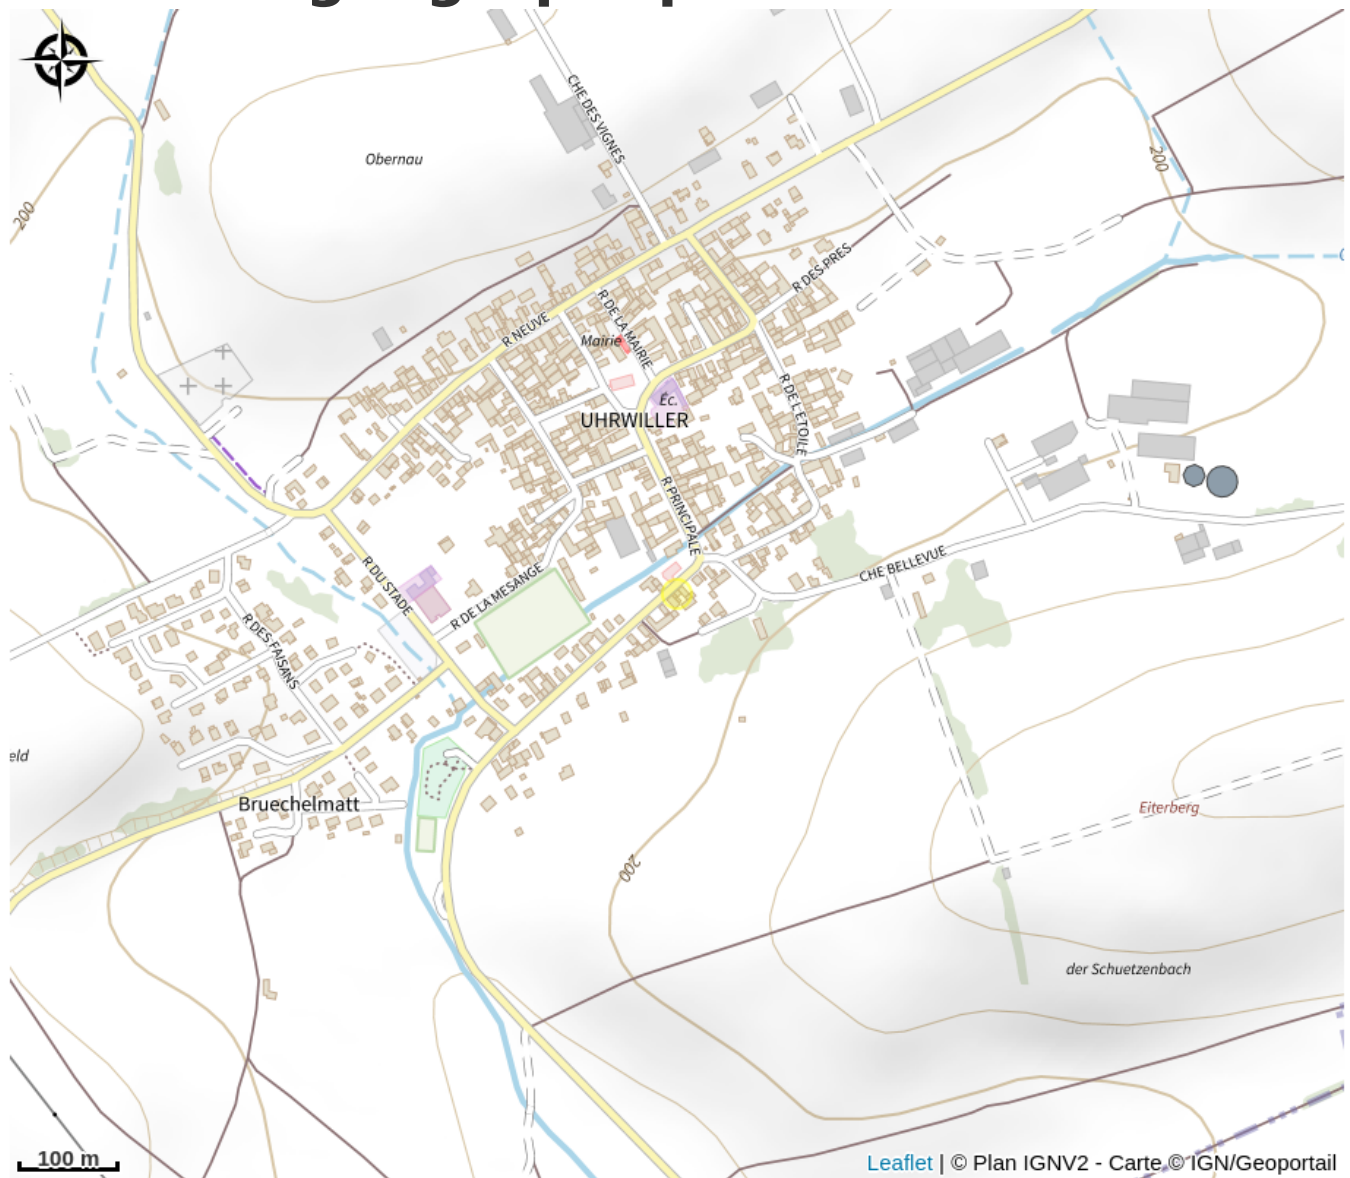 Obernau
CHE DES VIGNES
200
200
R DES PRES
R NEUVE
R DE LA MAIRIE
Mairie
Éc.
UHRWILLER
R DE L'ETOILE
R PRINCIPALE
CHE BELLEVUE
R DU STADE
R DE LA MESANGE
R DES FAISANS
eld
Bruechelmatt
Eiterberg
200
der Schuetzenbach
100 m
Leaflet | © Plan IGNV2 - Carte © IGN/Geoportail